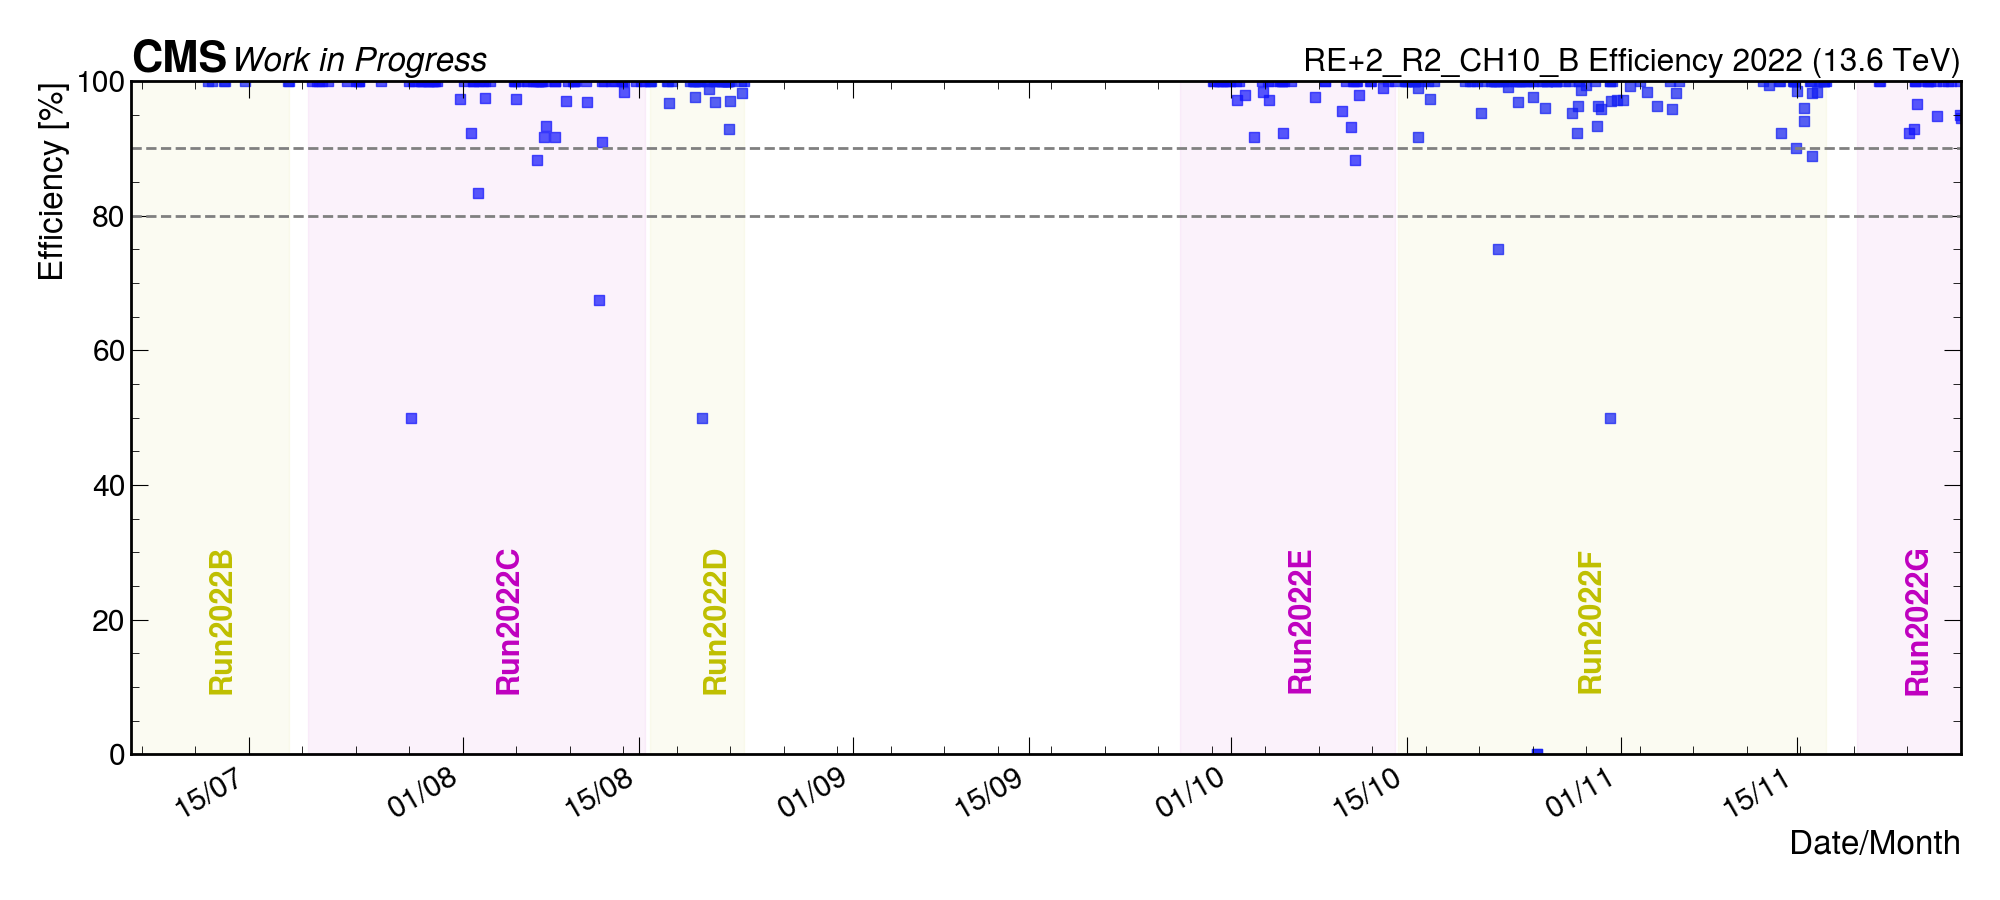 CMS Work in Progress
RE+2_R2_CH10_B Efficiency 2022 (13.6 TeV)
Efficiency [%]
100
80
60
40
20
0
Run2022B
Run2022C
Run2022D
Run2022E
Run2022F
Run2022G
15/07
01/08
15/08
01/09
15/09
01/10
15/10
01/11
15/11
Date/Month